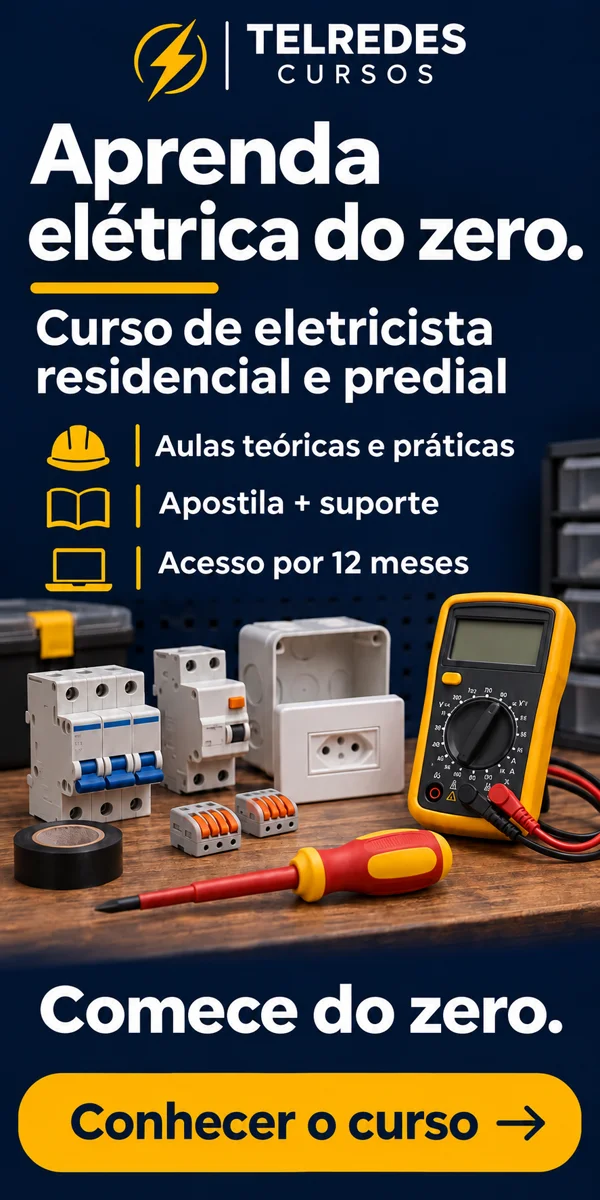 TELREDES
CURSOS
Aprenda
elétrica do zero.
Curso de eletricista
residencial e predial
Aulas teóricas e práticas
Apostila + suporte
Acesso por 12 meses
Comece do zero.
Conhecer o curso →